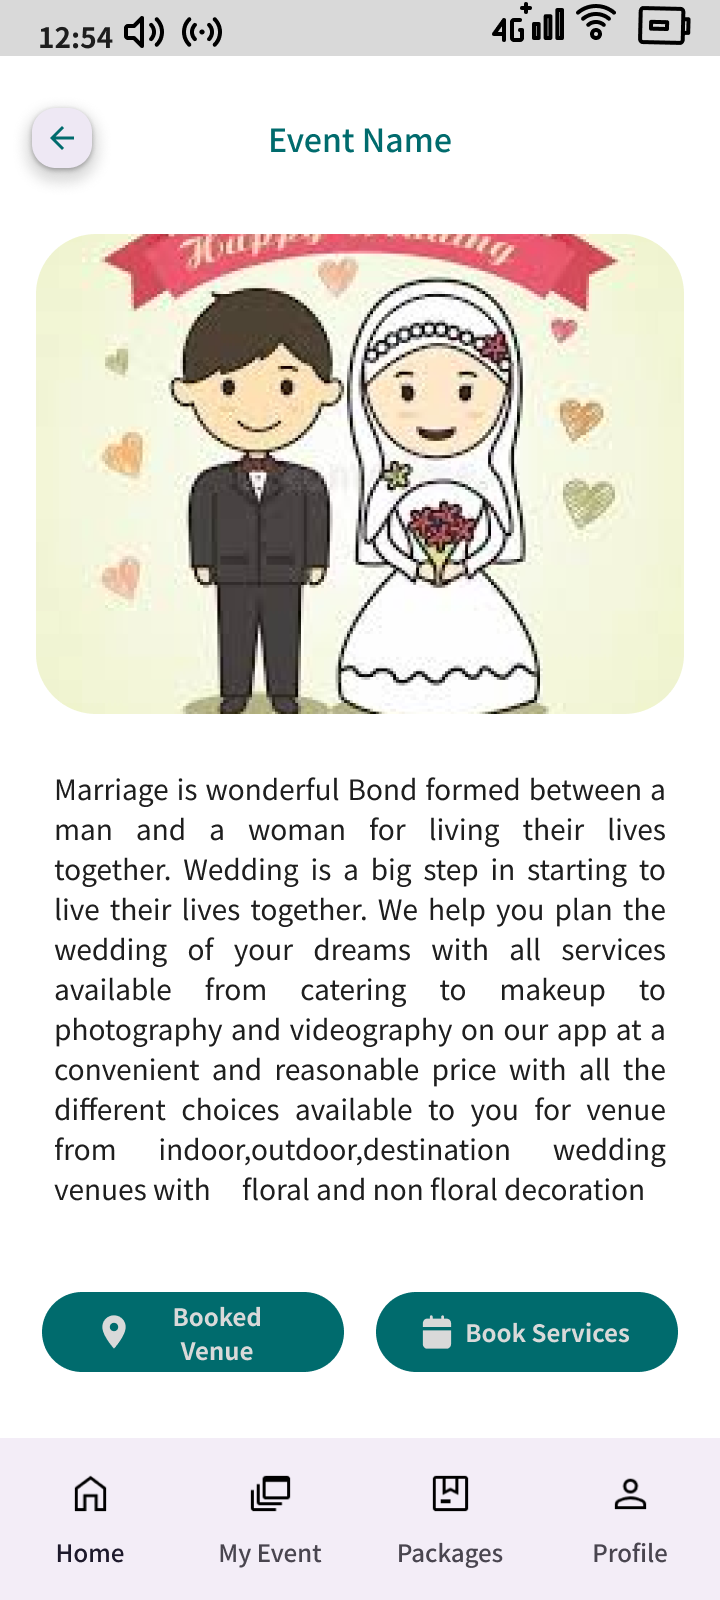 12:54
4G+
Event Name
Happy Wedding
Marriage is wonderful Bond formed between a
man and a woman for living their lives
together. Wedding is a big step in starting to
live their lives together. We help you plan the
wedding of your dreams with all services
available from catering to makeup to
photography and videography on our app at a
convenient and reasonable price with all the
different choices available to you for venue
from indoor,outdoor,destination wedding
venues with floral and non floral decoration
Booked
Venue
Book Services
Home
My Event
Packages
Profile